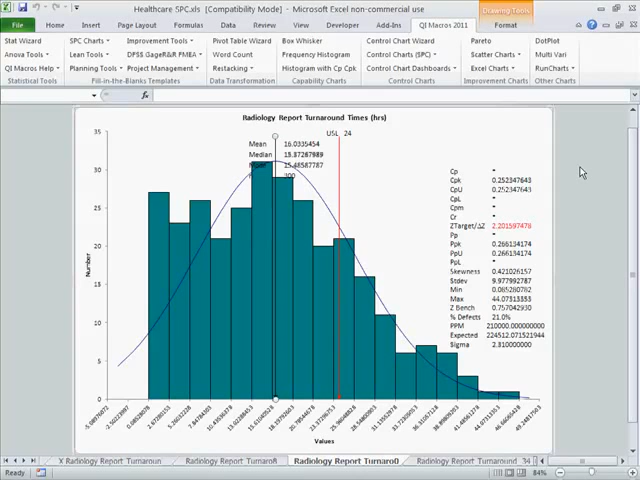 Healthcare SPC.xls [Compatibility Mode] - Microsoft Excel non-commercial use
Drawing Tools
File Home Insert Page Layout Formulas Data Review View Developer Add-Ins QI Macros 2011 Format
Stat Wizard SPC Charts Improvement Tools Pivot Table Wizard Box Whisker Control Chart Wizard Pareto DotPlot
Anova Tools Lean Tools DPSS GageR&R FMEA Word Count Frequency Histogram Control Charts (SPC) Scatter Charts Multi Vari
QI Macros Help Planning Tools Project Management Restacking Histogram with Cp Cpk Control Chart Dashboards Excel Charts RunCharts
Statistical Tools Fill-in-the-Blanks Templates Data Transformation Capability Charts Control Charts Improvement Charts Other Charts
fx
Radiology Report Turnaround Times (hrs)
USL 24
Mean 16.0335454
Median
300
Cp *
Cpk 0.252347643
CpU 0.252347643
CpL *
Cpm *
Cr *
ZTarget/ΔZ 2.201597478
Pp *
Ppk 0.266134174
PpU 0.266134174
PpL *
Skewness 0.421026157
Stdev 9.977992787
Min 0.085280782
Max 44.07313353
Z Bench 0.757042930
% Defects 21.0%
PPM 210000.000000000
Expected 224512.071521944
Sigma 2.310000000
Number
35
30
25
20
15
10
5
0
Values
X Radiology Report Turnaroun Radiology Report TurnaroR Radiology Report Turnaro0 Radiology Report Turnaround 34
Ready 84%